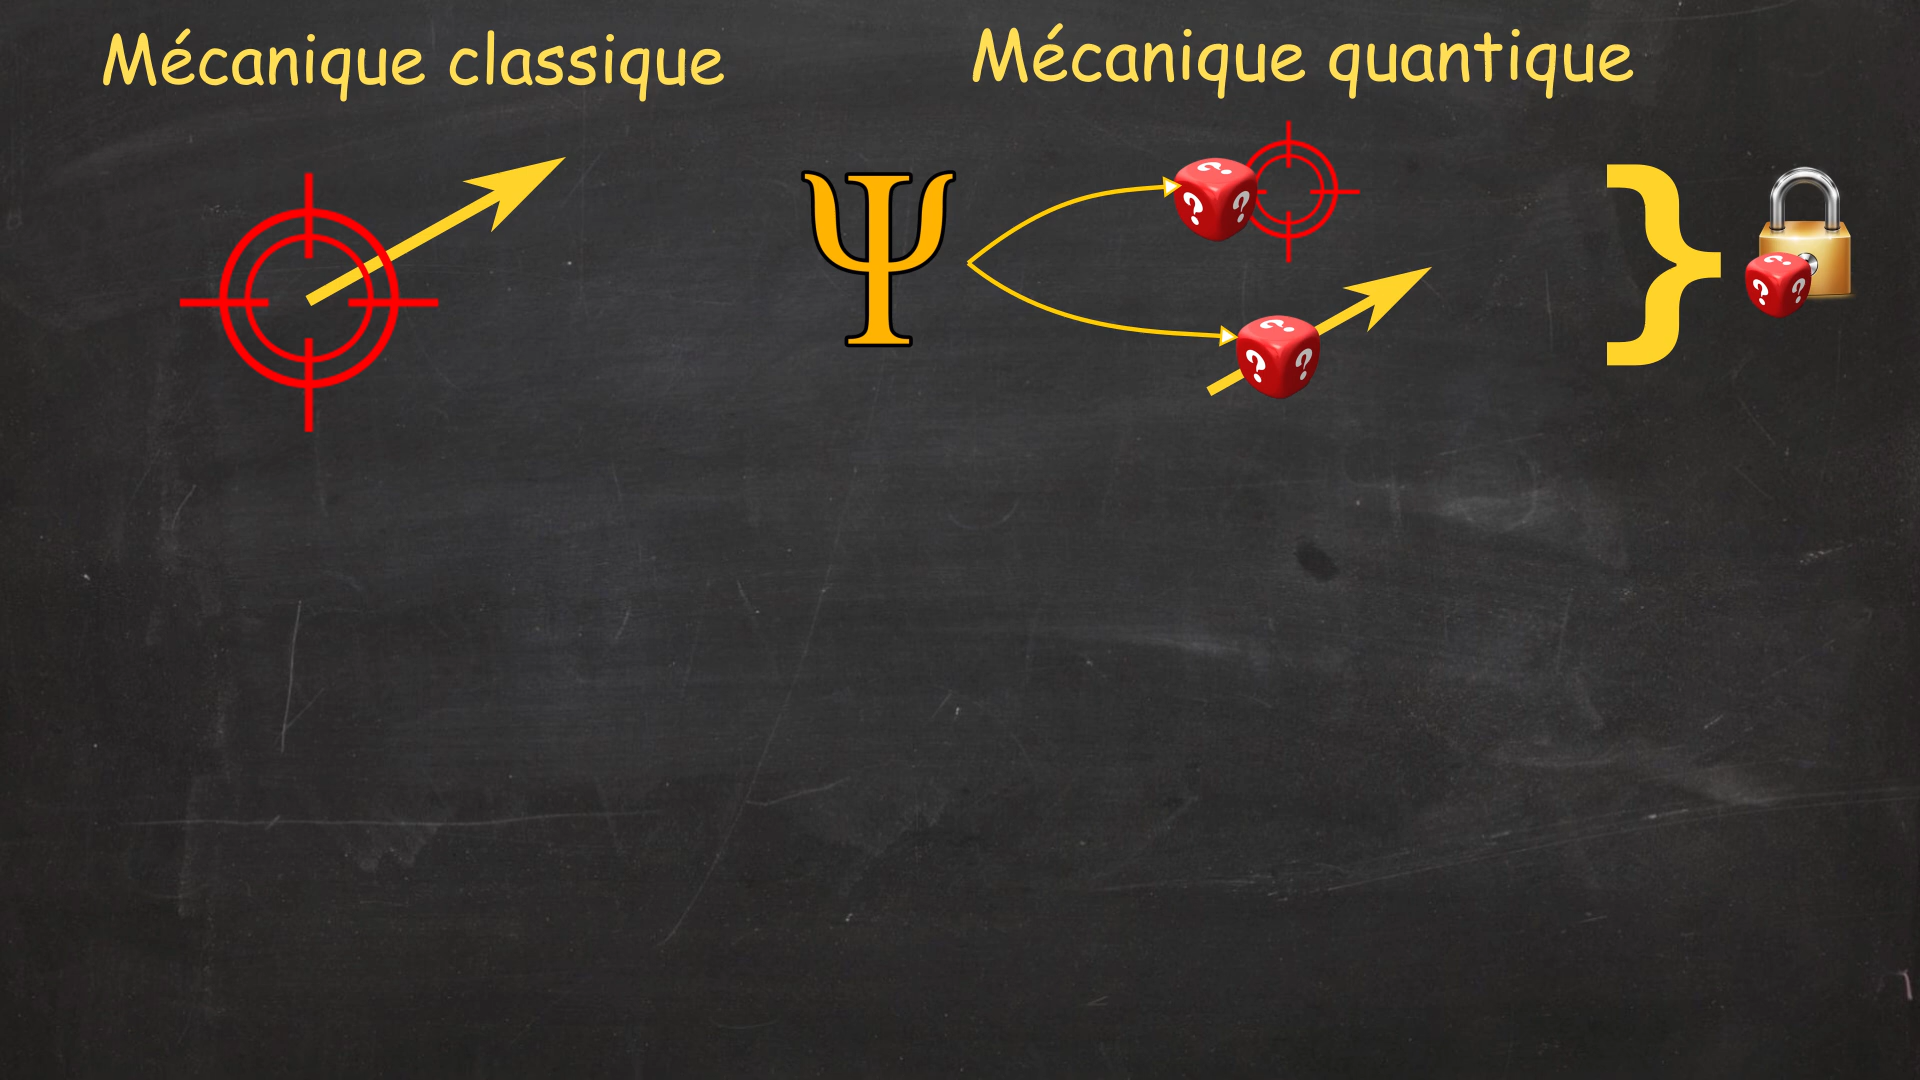 Mécanique classique
Mécanique quantique
Ψ
}
? ? ?
? ? ?
? ? ?